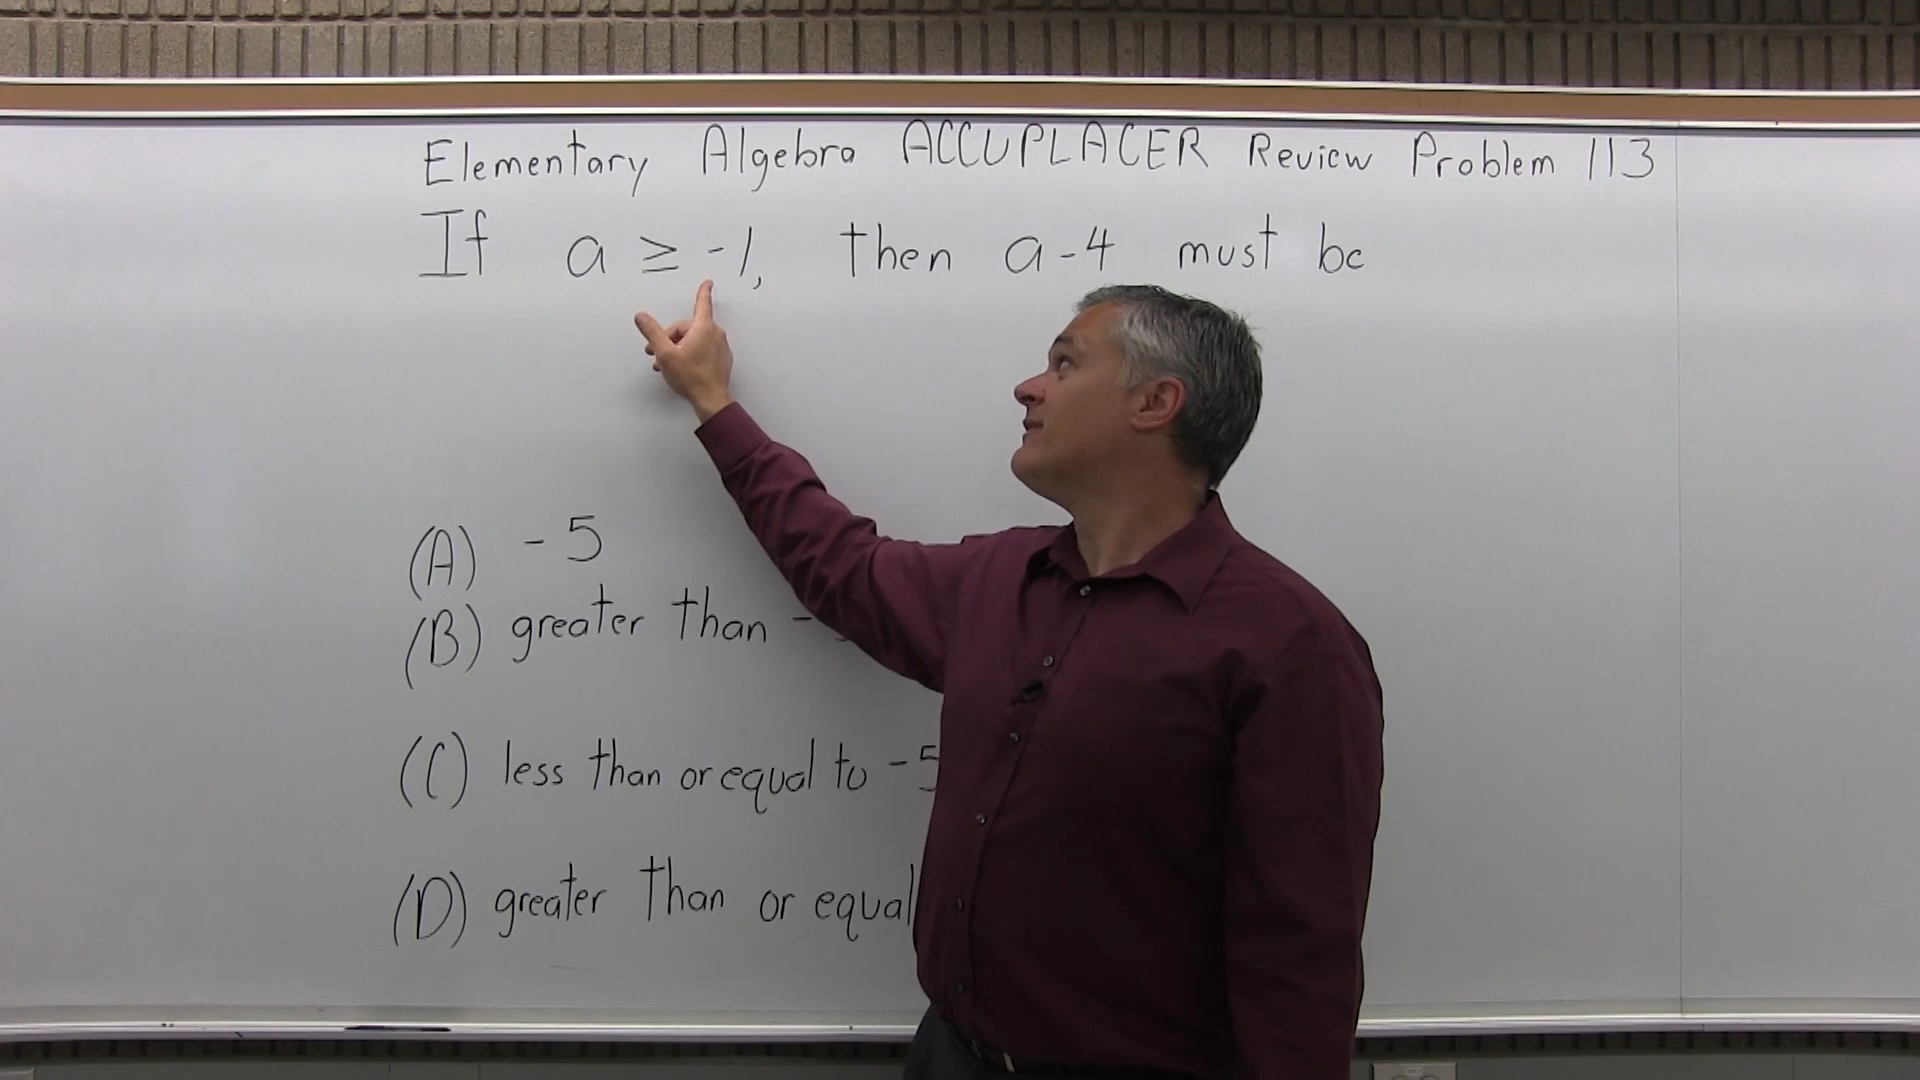 Elementary Algebra ACCUPLACER Review Problem 113
If a ≥ -1, then a-4 must be
(A) -5
(B) greater than -
(C) less than or equal to -5
(D) greater than or equal